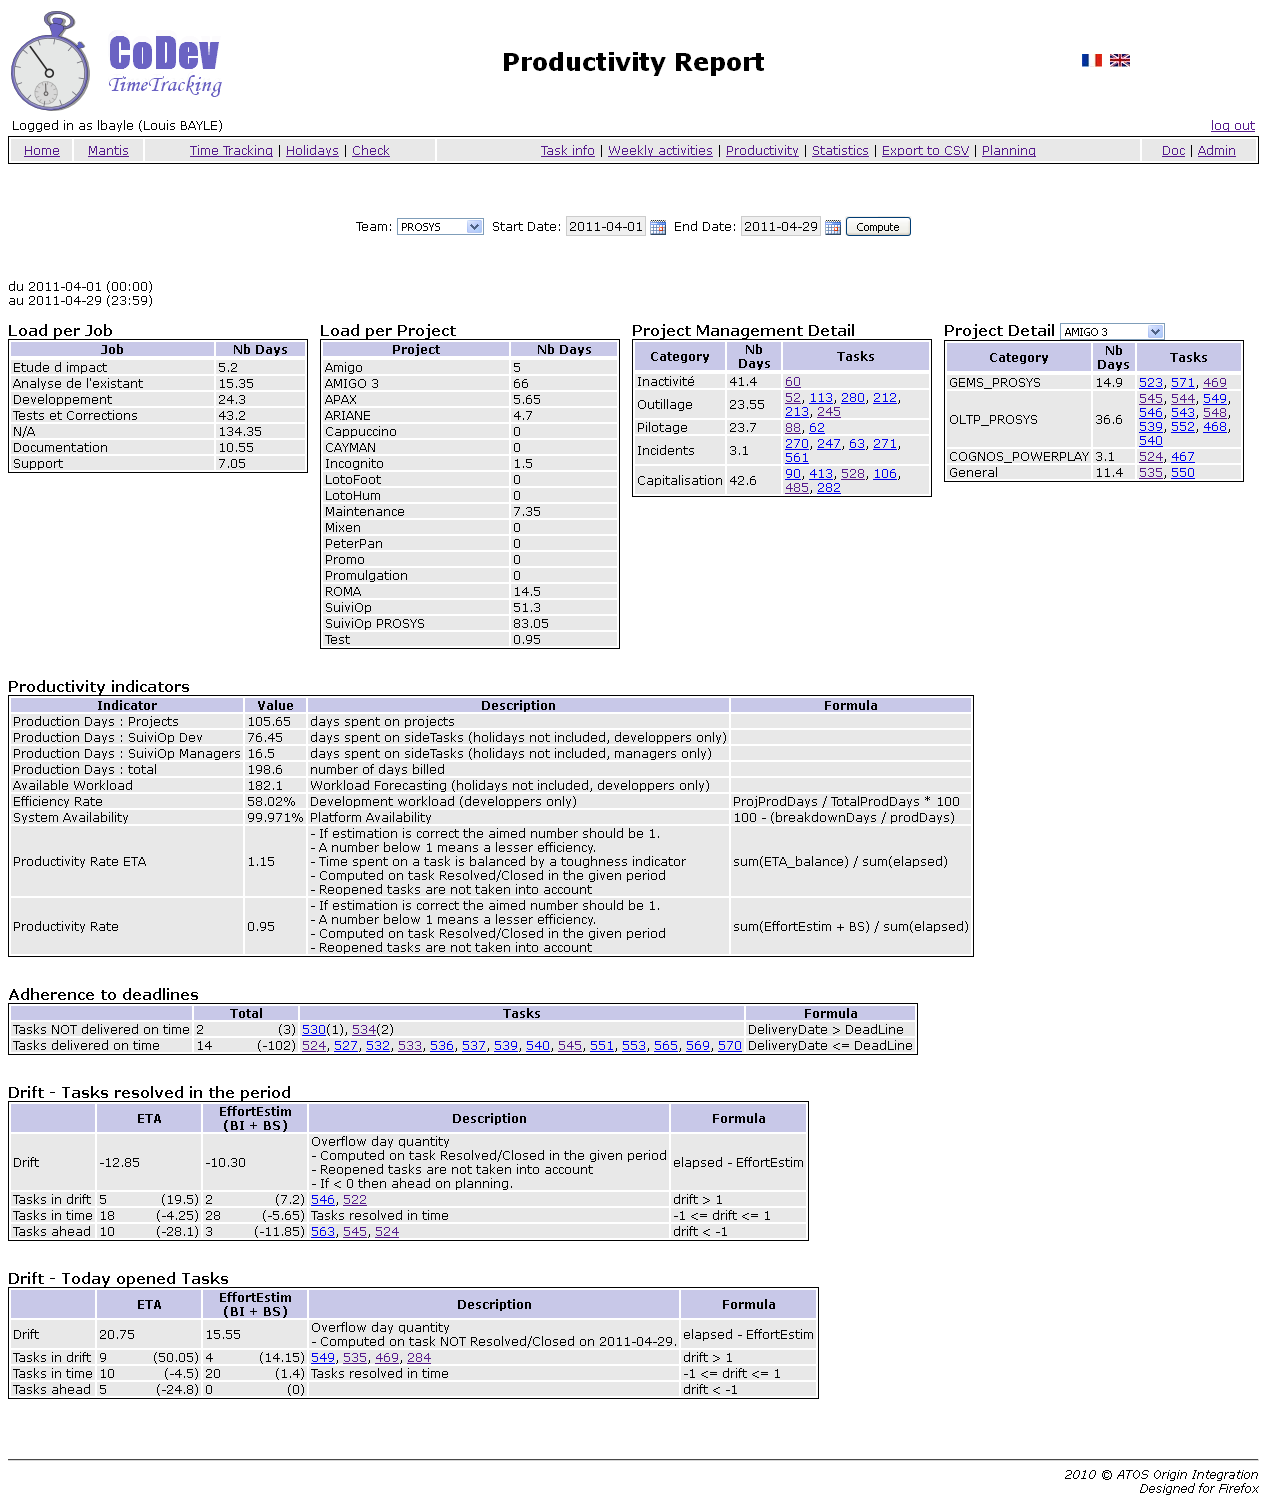 CoDev
TimeTracking
Productivity Report
Logged in as lbayle (Louis BAYLE)
log out
Home
Mantis
Time Tracking | Holidays | Check
Task info | Weekly activities | Productivity | Statistics | Export to CSV | Planning
Doc | Admin
Team: PROSYS Start Date: 2011-04-01 End Date: 2011-04-29 Compute
du 2011-04-01 (00:00)
au 2011-04-29 (23:59)
Load per Job
Job Nb Days
Etude d impact 5.2
Analyse de l'existant 15.35
Developpement 24.3
Tests et Corrections 43.2
N/A 134.35
Documentation 10.55
Support 7.05
Load per Project
Project Nb Days
Amigo 5
AMIGO 3 66
APAX 5.65
ARIANE 4.7
Cappuccino 0
CAYMAN 0
Incognito 1.5
LotoFoot 0
LotoHum 0
Maintenance 7.35
Mixen 0
PeterPan 0
Promo 0
Promulgation 0
ROMA 14.5
SuiviOp 51.3
SuiviOp PROSYS 83.05
Test 0.95
Project Management Detail
Category Nb Days Tasks
Inactivité 41.4 60
Outillage 23.55 52, 113, 280, 212,
213, 245
Pilotage 23.7 88, 62
Incidents 3.1 270, 247, 63, 271,
561
Capitalisation 42.6 90, 413, 528, 106,
485, 282
Project Detail AMIGO 3
Category Nb Days Tasks
GEMS_PROSYS 14.9 523, 571, 469
OLTP_PROSYS 36.6 545, 544, 549,
546, 543, 548,
539, 552, 468,
540
COGNOS_POWERPLAY 3.1 524, 467
General 11.4 535, 550
Productivity indicators
Indicator Value Description Formula
Production Days : Projects 105.65 days spent on projects
Production Days : SuiviOp Dev 76.45 days spent on sideTasks (holidays not included, developpers only)
Production Days : SuiviOp Managers 16.5 days spent on sideTasks (holidays not included, managers only)
Production Days : total 198.6 number of days billed
Available Workload 182.1 Workload Forecasting (holidays not included, developpers only)
Efficiency Rate 58.02% Development workload (developpers only) ProjProdDays / TotalProdDays * 100
System Availability 99.971% Platform Availability 100 - (breakdownDays / prodDays)
Productivity Rate ETA 1.15 - If estimation is correct the aimed number should be 1.
- A number below 1 means a lesser efficiency.
- Time spent on a task is balanced by a toughness indicator
- Computed on task Resolved/Closed in the given period
- Reopened tasks are not taken into account
sum(ETA_balance) / sum(elapsed)
Productivity Rate 0.95 - If estimation is correct the aimed number should be 1.
- A number below 1 means a lesser efficiency.
- Computed on task Resolved/Closed in the given period
- Reopened tasks are not taken into account
sum(EffortEstim + BS) / sum(elapsed)
Adherence to deadlines
Total Tasks Formula
Tasks NOT delivered on time 2 (3) 530(1), 534(2) DeliveryDate > DeadLine
Tasks delivered on time 14 (-102) 524, 527, 532, 533, 536, 537, 539, 540, 545, 551, 553, 565, 569, 570 DeliveryDate <= DeadLine
Drift - Tasks resolved in the period
ETA EffortEstim (BI + BS) Description Formula
Drift -12.85 -10.30 Overflow day quantity
- Computed on task Resolved/Closed in the given period
- Reopened tasks are not taken into account
- If < 0 then ahead on planning.
elapsed - EffortEstim
Tasks in drift 5 (19.5) 2 (7.2) 546, 522 drift > 1
Tasks in time 18 (-4.25) 28 (-5.65) Tasks resolved in time -1 <= drift <= 1
Tasks ahead 10 (-28.1) 3 (-11.85) 563, 545, 524 drift < -1
Drift - Today opened Tasks
ETA EffortEstim (BI + BS) Description Formula
Drift 20.75 15.55 Overflow day quantity
- Computed on task NOT Resolved/Closed on 2011-04-29.
elapsed - EffortEstim
Tasks in drift 9 (50.05) 4 (14.15) 549, 535, 469, 284 drift > 1
Tasks in time 10 (-4.5) 20 (1.4) Tasks resolved in time -1 <= drift <= 1
Tasks ahead 5 (-24.8) 0 (0) drift < -1
2010 © ATOS Origin Integration
Designed for Firefox